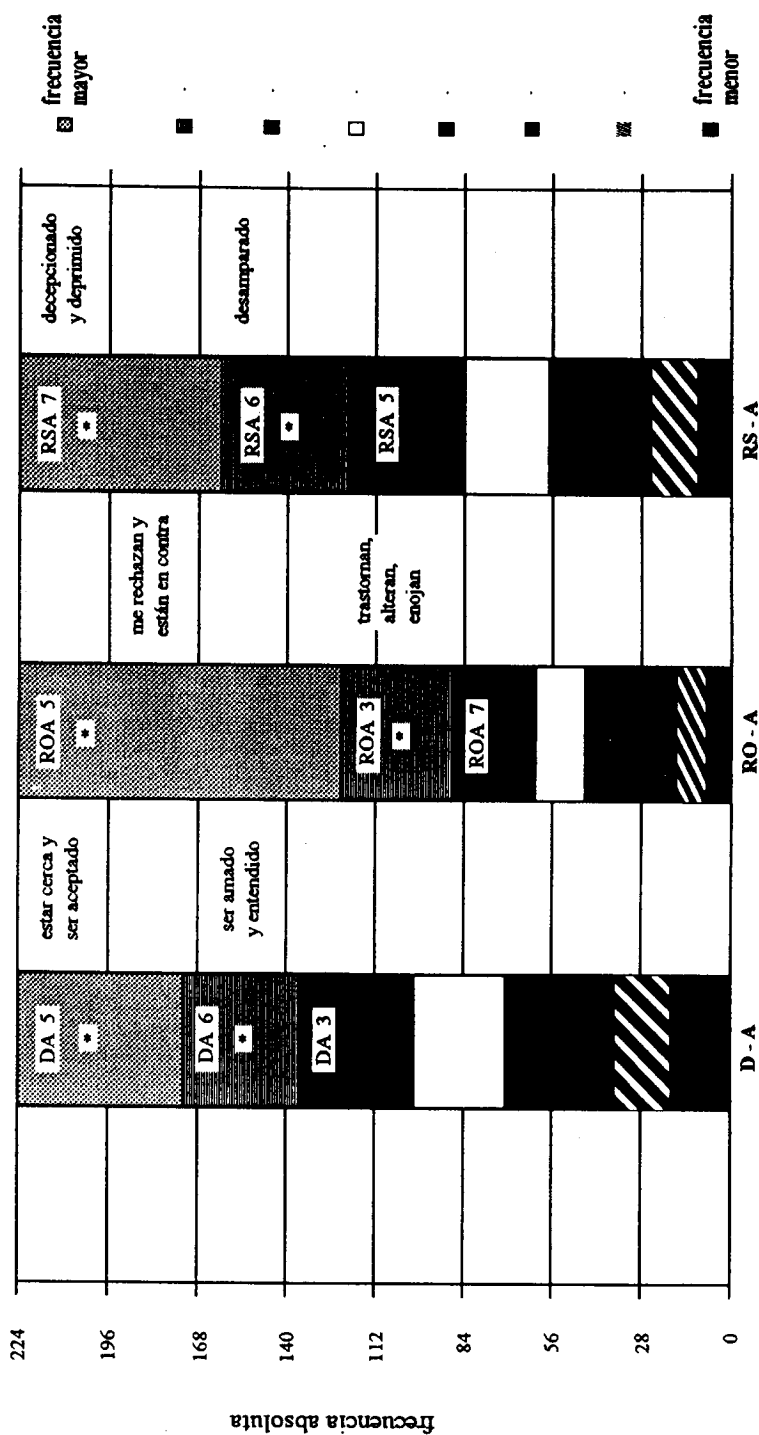 frecuencia absoluta
224
196
168
140
112
84
56
28
0
DA 5
*
DA 6
*
DA 3
estar cerca y
ser aceptado
ser amado
y entendido
ROA 5
*
ROA 3
*
ROA 7
me rechazan y
están en contra
trastornan,
alteran,
enojan
RSA 7
*
RSA 6
*
RSA 5
decepcionado
y deprimido
desamparado
D - A
RO - A
RS - A
frecuencia
mayor
frecuencia
menor